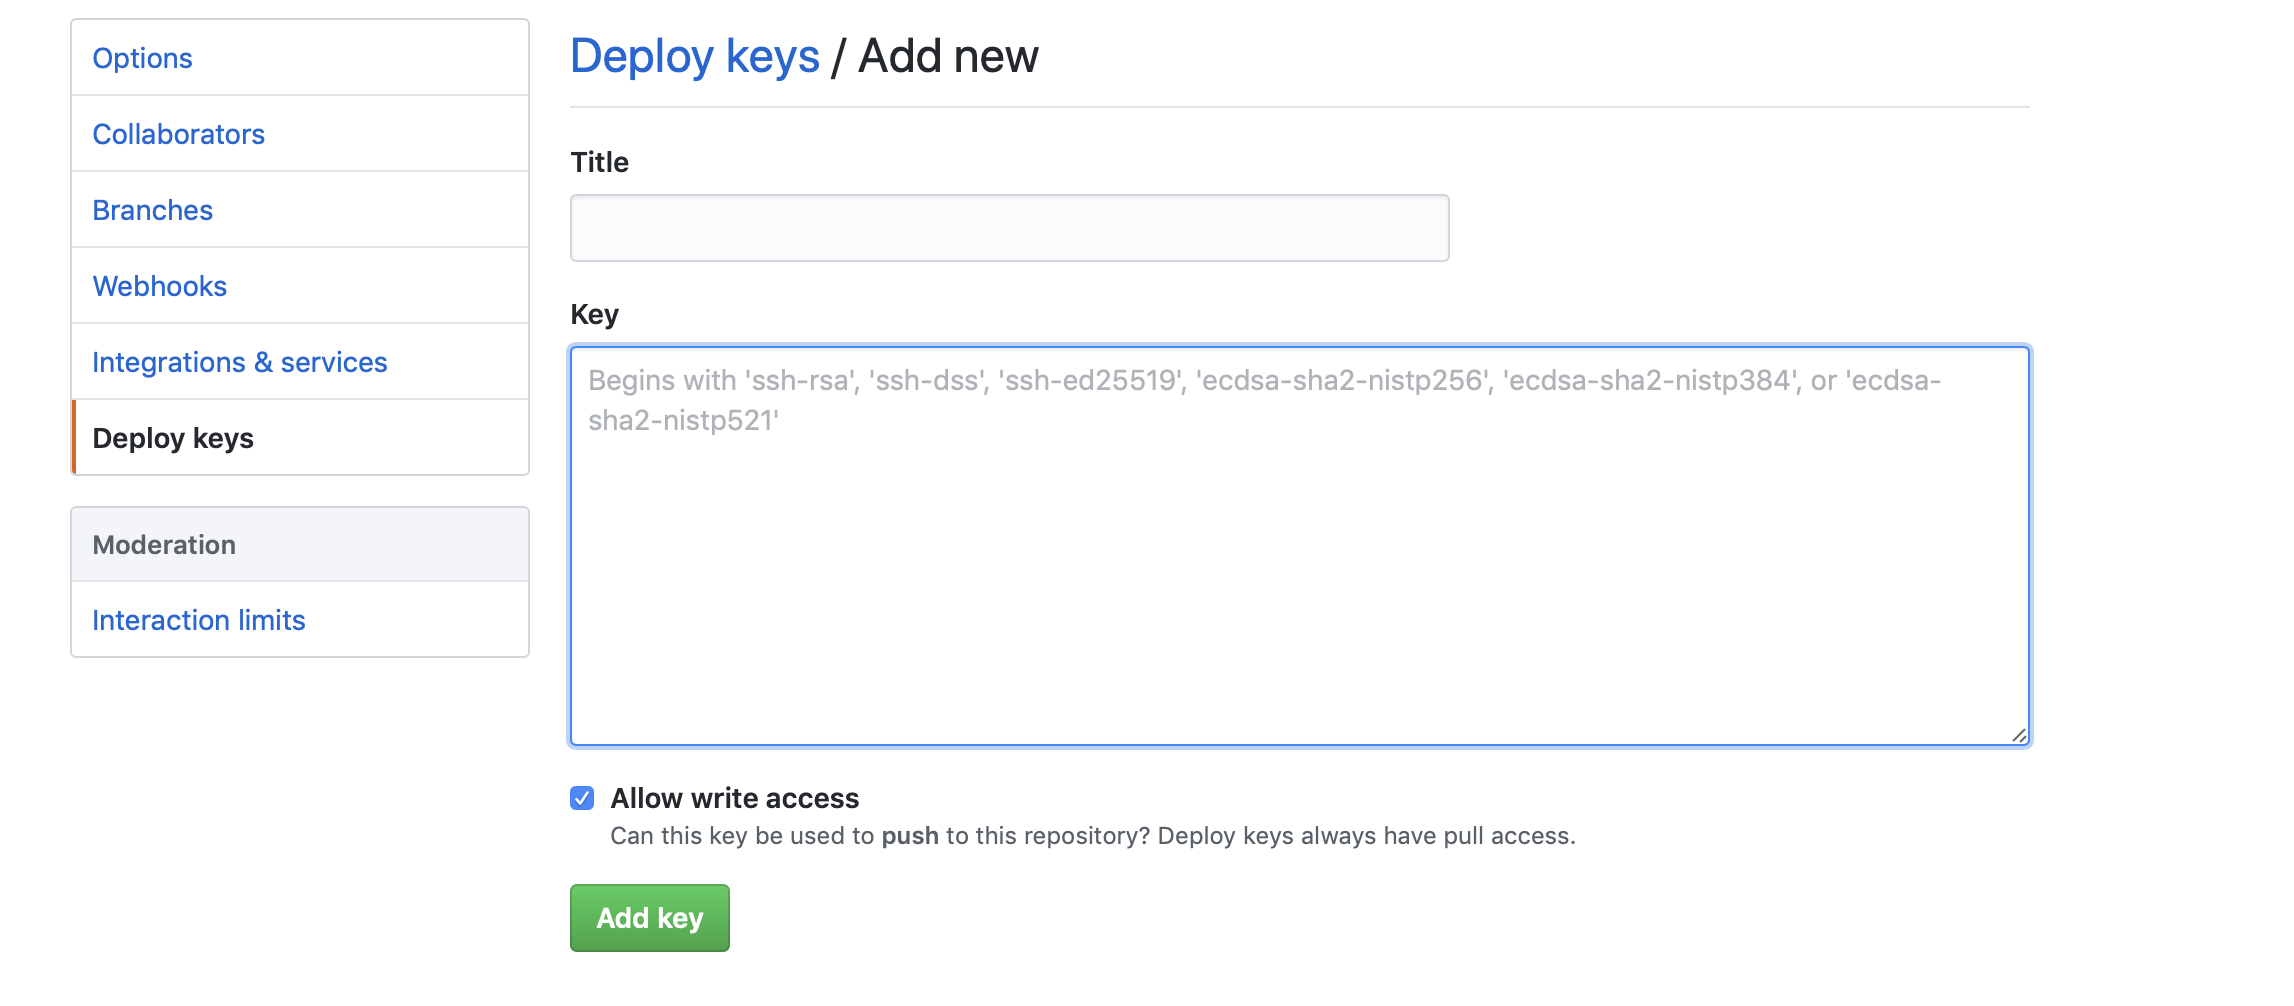 Options
Collaborators
Branches
Webhooks
Integrations & services
Deploy keys
Moderation
Interaction limits
Deploy keys / Add new
Title
Key
Begins with 'ssh-rsa', 'ssh-dss', 'ssh-ed25519', 'ecdsa-sha2-nistp256', 'ecdsa-sha2-nistp384', or 'ecdsa-
sha2-nistp521'
Allow write access
Can this key be used to push to this repository? Deploy keys always have pull access.
Add key